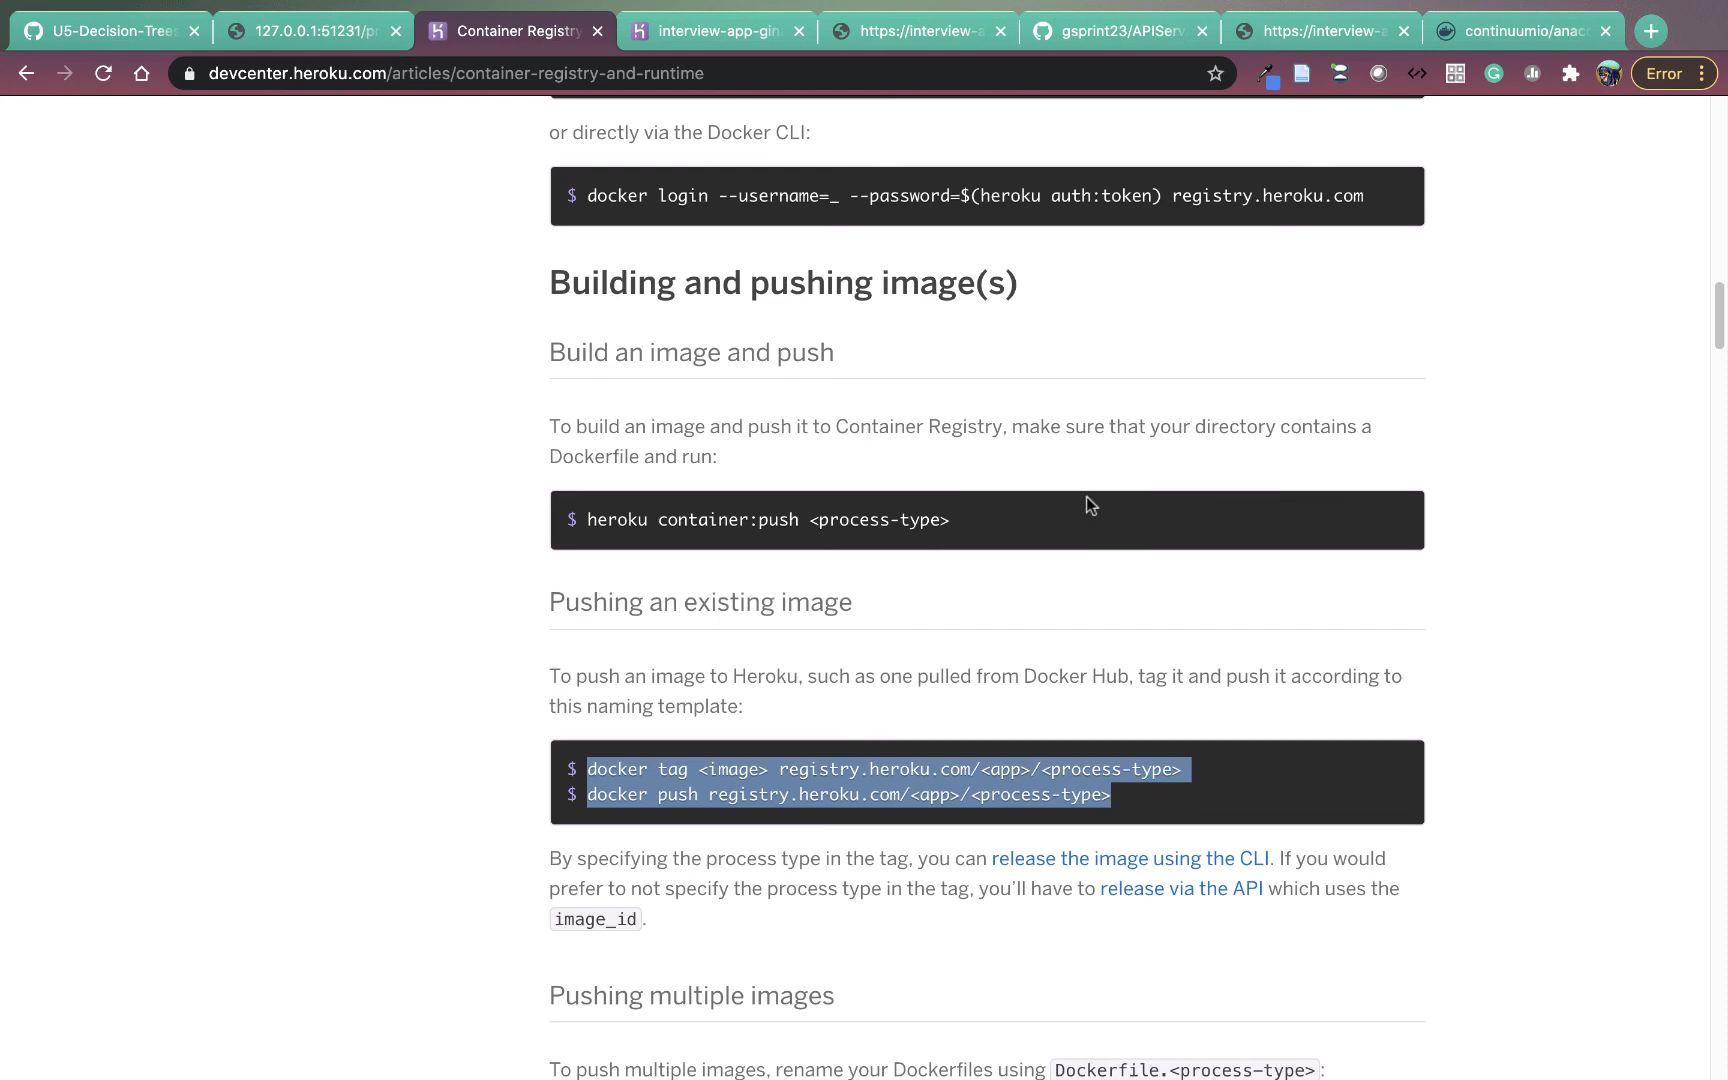 U5-Decision-Trees
127.0.0.1:51231/
Container Registry
interview-app-gin
https://interview-a
gsprint23/APIServ
https://interview-a
continuumio/anac
devcenter.heroku.com/articles/container-registry-and-runtime
Error
or directly via the Docker CLI:
$ docker login --username=_ --password=$(heroku auth:token) registry.heroku.com
Building and pushing image(s)
Build an image and push
To build an image and push it to Container Registry, make sure that your directory contains a
Dockerfile and run:
$ heroku container:push <process-type>
Pushing an existing image
To push an image to Heroku, such as one pulled from Docker Hub, tag it and push it according to
this naming template:
$ docker tag <image> registry.heroku.com/<app>/<process-type>
$ docker push registry.heroku.com/<app>/<process-type>
By specifying the process type in the tag, you can release the image using the CLI. If you would
prefer to not specify the process type in the tag, you’ll have to release via the API which uses the
image_id.
Pushing multiple images
To push multiple images, rename your Dockerfiles using Dockerfile.<process-type>: